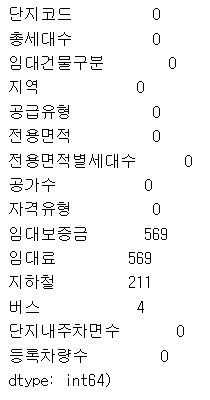 단지코드 0
총세대수 0
임대건물구분 0
지역 0
공급유형 0
전용면적 0
전용면적별세대수 0
공가수 0
자격유형 0
임대보증금 569
임대료 569
지하철 211
버스 4
단지내주차면수 0
등록차량수 0
dtype: int64)